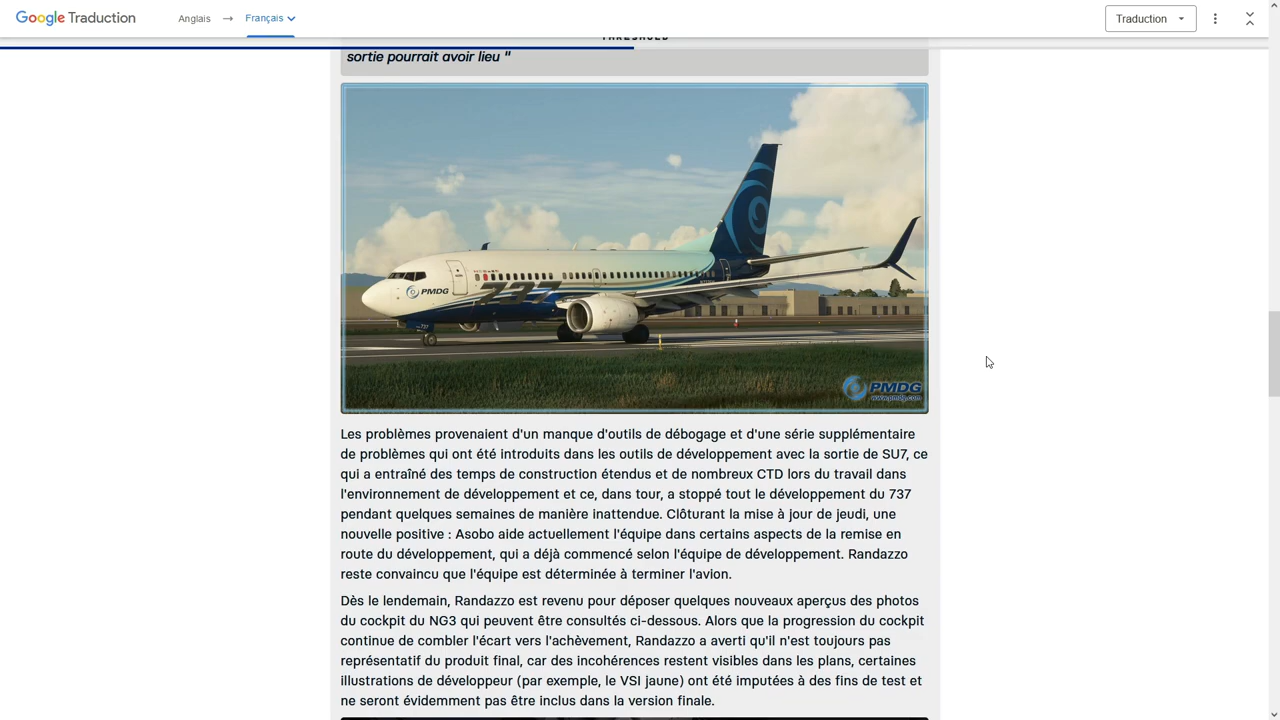 Google Traduction
Anglais → Français
Traduction
THRESHOLD
sortie pourrait avoir lieu "
PMDG
737
737
PMDG
www.pmdg.com
Les problèmes provenaient d'un manque d'outils de débogage et d'une série supplémentaire
de problèmes qui ont été introduits dans les outils de développement avec la sortie de SU7, ce
qui a entraîné des temps de construction étendus et de nombreux CTD lors du travail dans
l'environnement de développement et ce, dans tour, a stoppé tout le développement du 737
pendant quelques semaines de manière inattendue. Clôturant la mise à jour de jeudi, une
nouvelle positive : Asobo aide actuellement l'équipe dans certains aspects de la remise en
route du développement, qui a déjà commencé selon l'équipe de développement. Randazzo
reste convaincu que l'équipe est déterminée à terminer l'avion.
Dès le lendemain, Randazzo est revenu pour déposer quelques nouveaux aperçus des photos
du cockpit du NG3 qui peuvent être consultés ci-dessous. Alors que la progression du cockpit
continue de combler l'écart vers l'achèvement, Randazzo a averti qu'il n'est toujours pas
représentatif du produit final, car des incohérences restent visibles dans les plans, certaines
illustrations de développeur (par exemple, le VSI jaune) ont été imputées à des fins de test et
ne seront évidemment pas être inclus dans la version finale.